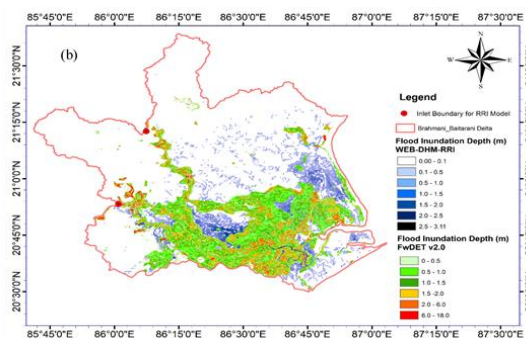 85°45'0"E 86°0'0"E 86°15'0"E 86°30'0"E 86°45'0"E 87°0'0"E 87°15'0"E 87°30'0"E
(b)
N
W E
S
21°30'0"N
21°15'0"N
21°0'0"N
20°45'0"N
20°30'0"N
Legend
Inlet Boundary for RRI Model
Brahmani_Baitarani Delta
Flood Inundation Depth (m)
WEB-DHM-RRI
0.00 - 0.1
0.1 - 0.5
0.5 - 1.0
1.0 - 1.5
1.5 - 2.0
2.0 - 2.5
2.5 - 3.11
Flood Inundation Depth (m)
FwDET v2.0
0 - 0.5
0.5 - 1.0
1.0 - 1.5
1.5 -2.0
2.0 - 6.0
6.0 - 18.0
85°45'0"E 86°0'0"E 86°15'0"E 86°30'0"E 86°45'0"E 87°0'0"E 87°15'0"E 87°30'0"E